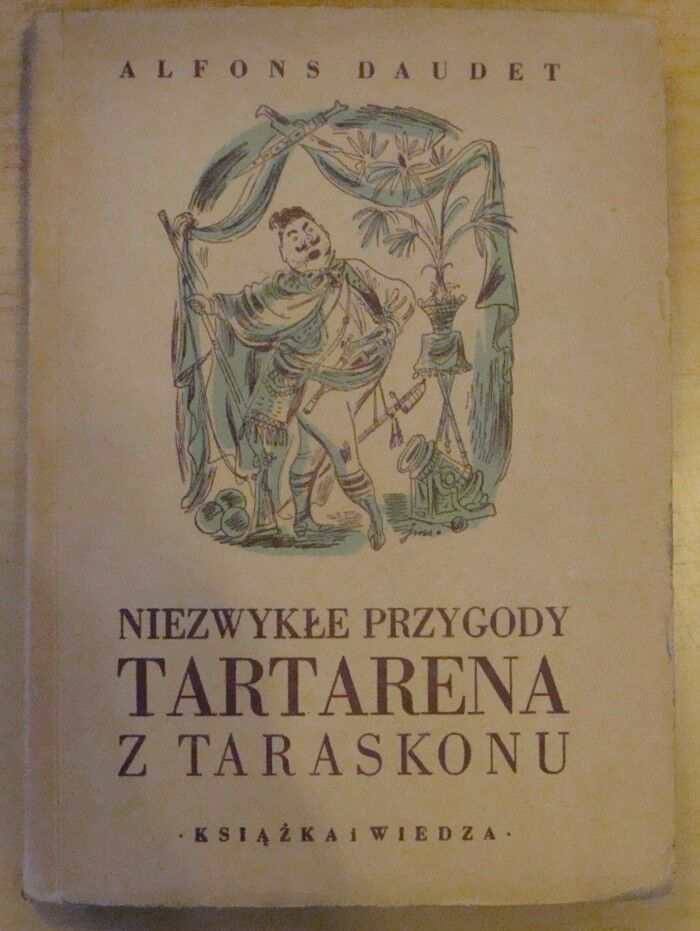 ALFONS DAUDET
NIEZWYKŁE PRZYGODY
TARTARENA
Z TARASKONU
· KSIĄŻKA i WIEDZA ·